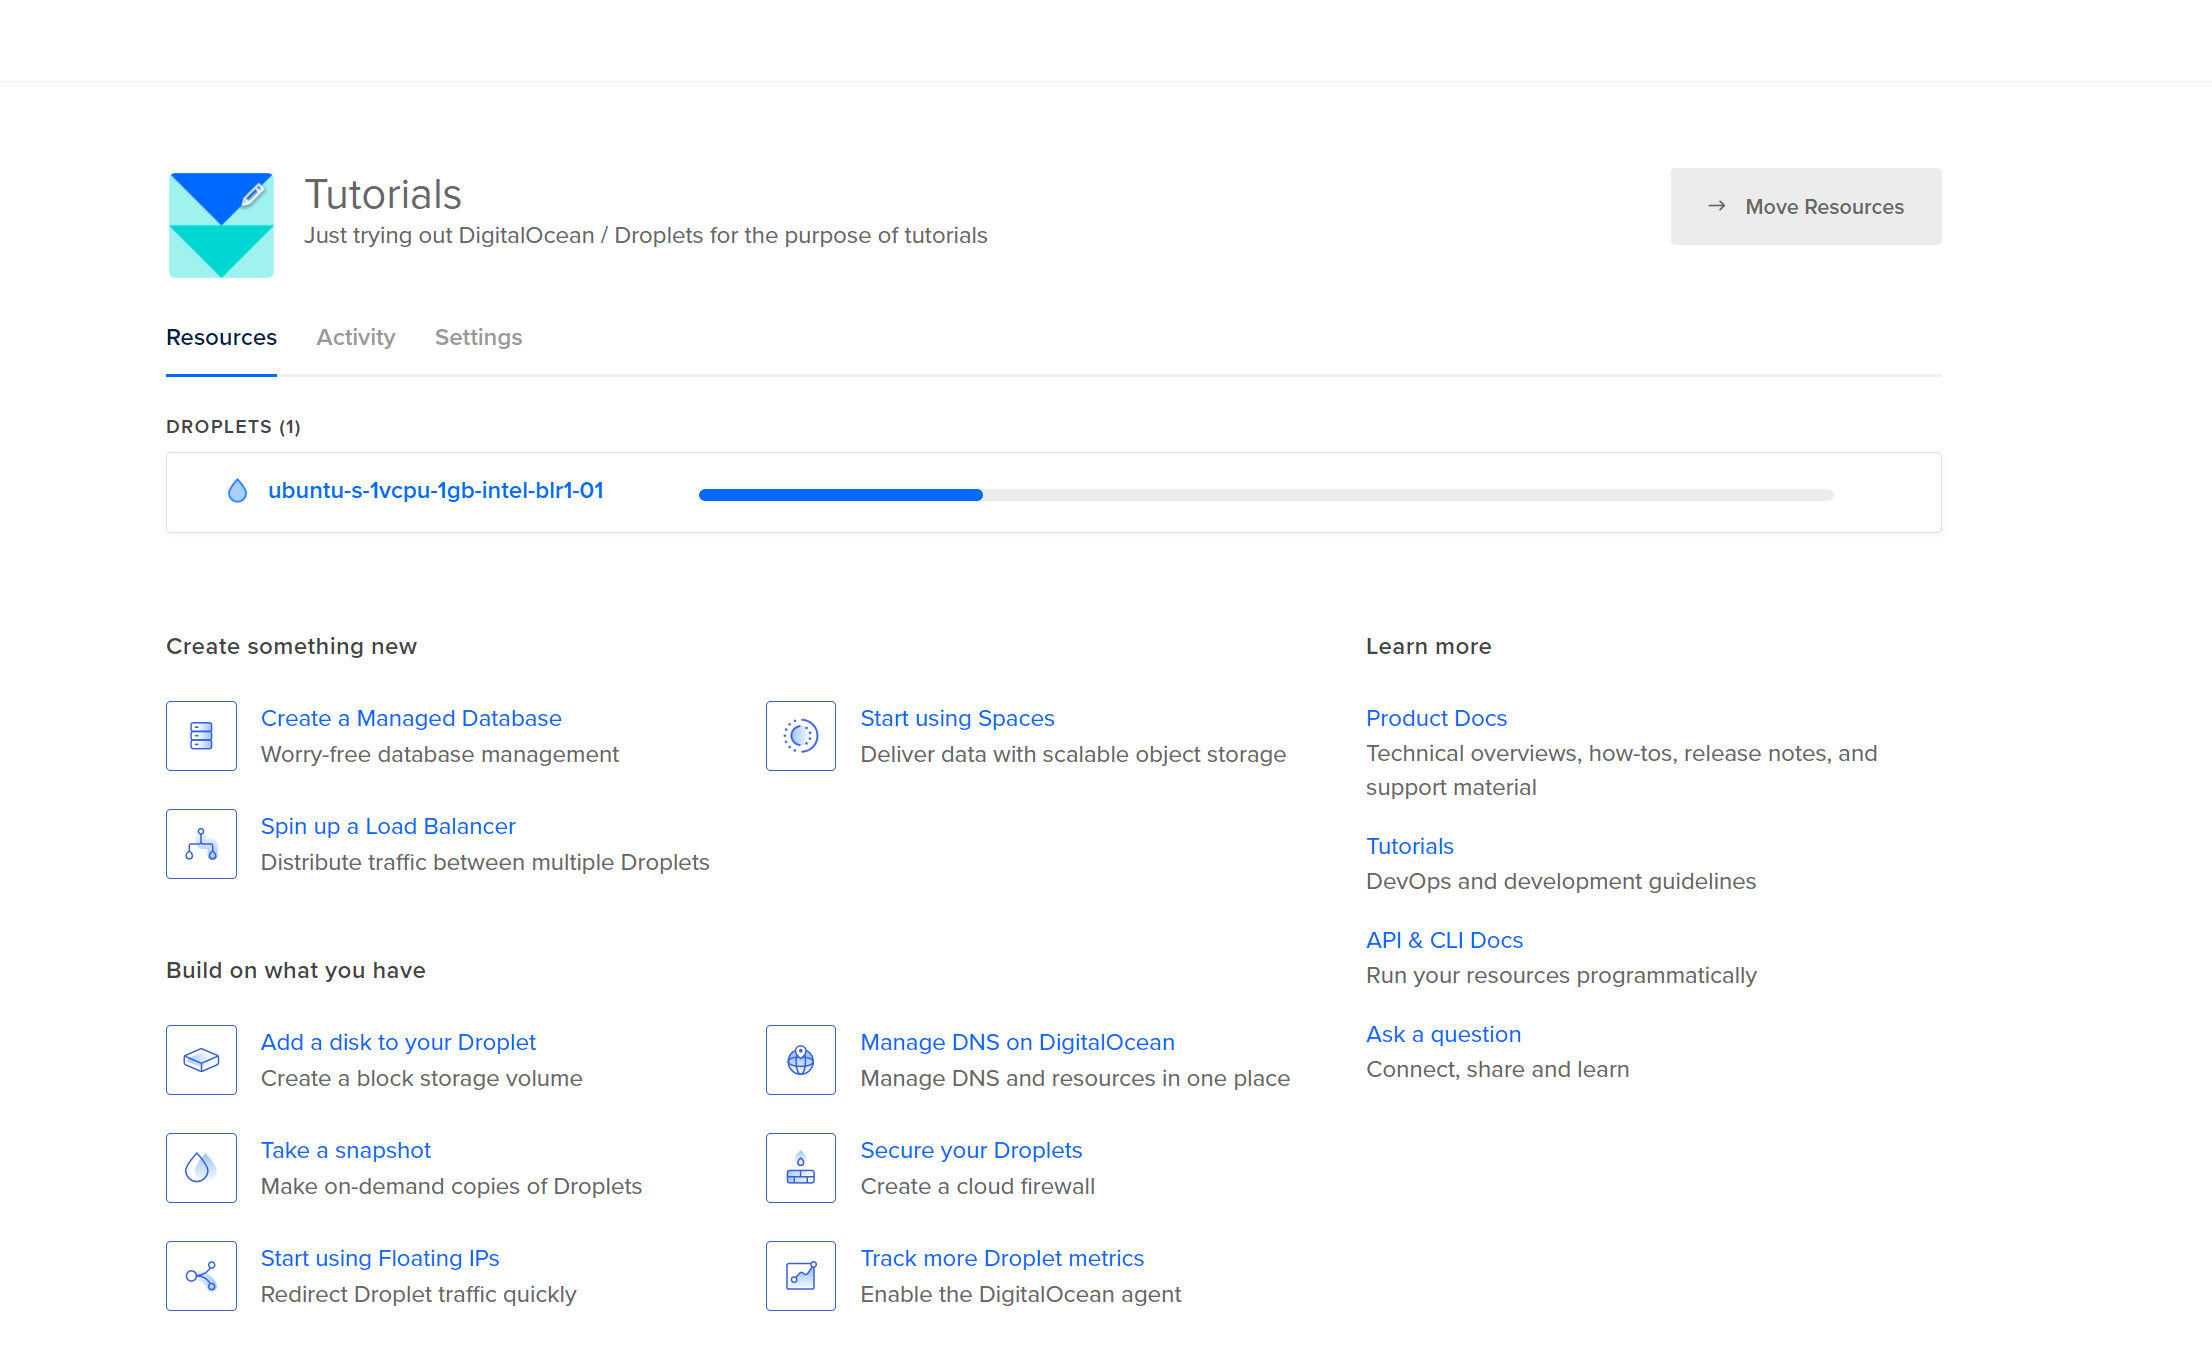 Tutorials
Just trying out DigitalOcean / Droplets for the purpose of tutorials
→ Move Resources
Resources Activity Settings
DROPLETS (1)
ubuntu-s-1vcpu-1gb-intel-blr1-01
Create something new
Create a Managed Database
Worry-free database management
Start using Spaces
Deliver data with scalable object storage
Spin up a Load Balancer
Distribute traffic between multiple Droplets
Build on what you have
Add a disk to your Droplet
Create a block storage volume
Manage DNS on DigitalOcean
Manage DNS and resources in one place
Take a snapshot
Make on-demand copies of Droplets
Secure your Droplets
Create a cloud firewall
Start using Floating IPs
Redirect Droplet traffic quickly
Track more Droplet metrics
Enable the DigitalOcean agent
Learn more
Product Docs
Technical overviews, how-tos, release notes, and
support material
Tutorials
DevOps and development guidelines
API & CLI Docs
Run your resources programmatically
Ask a question
Connect, share and learn